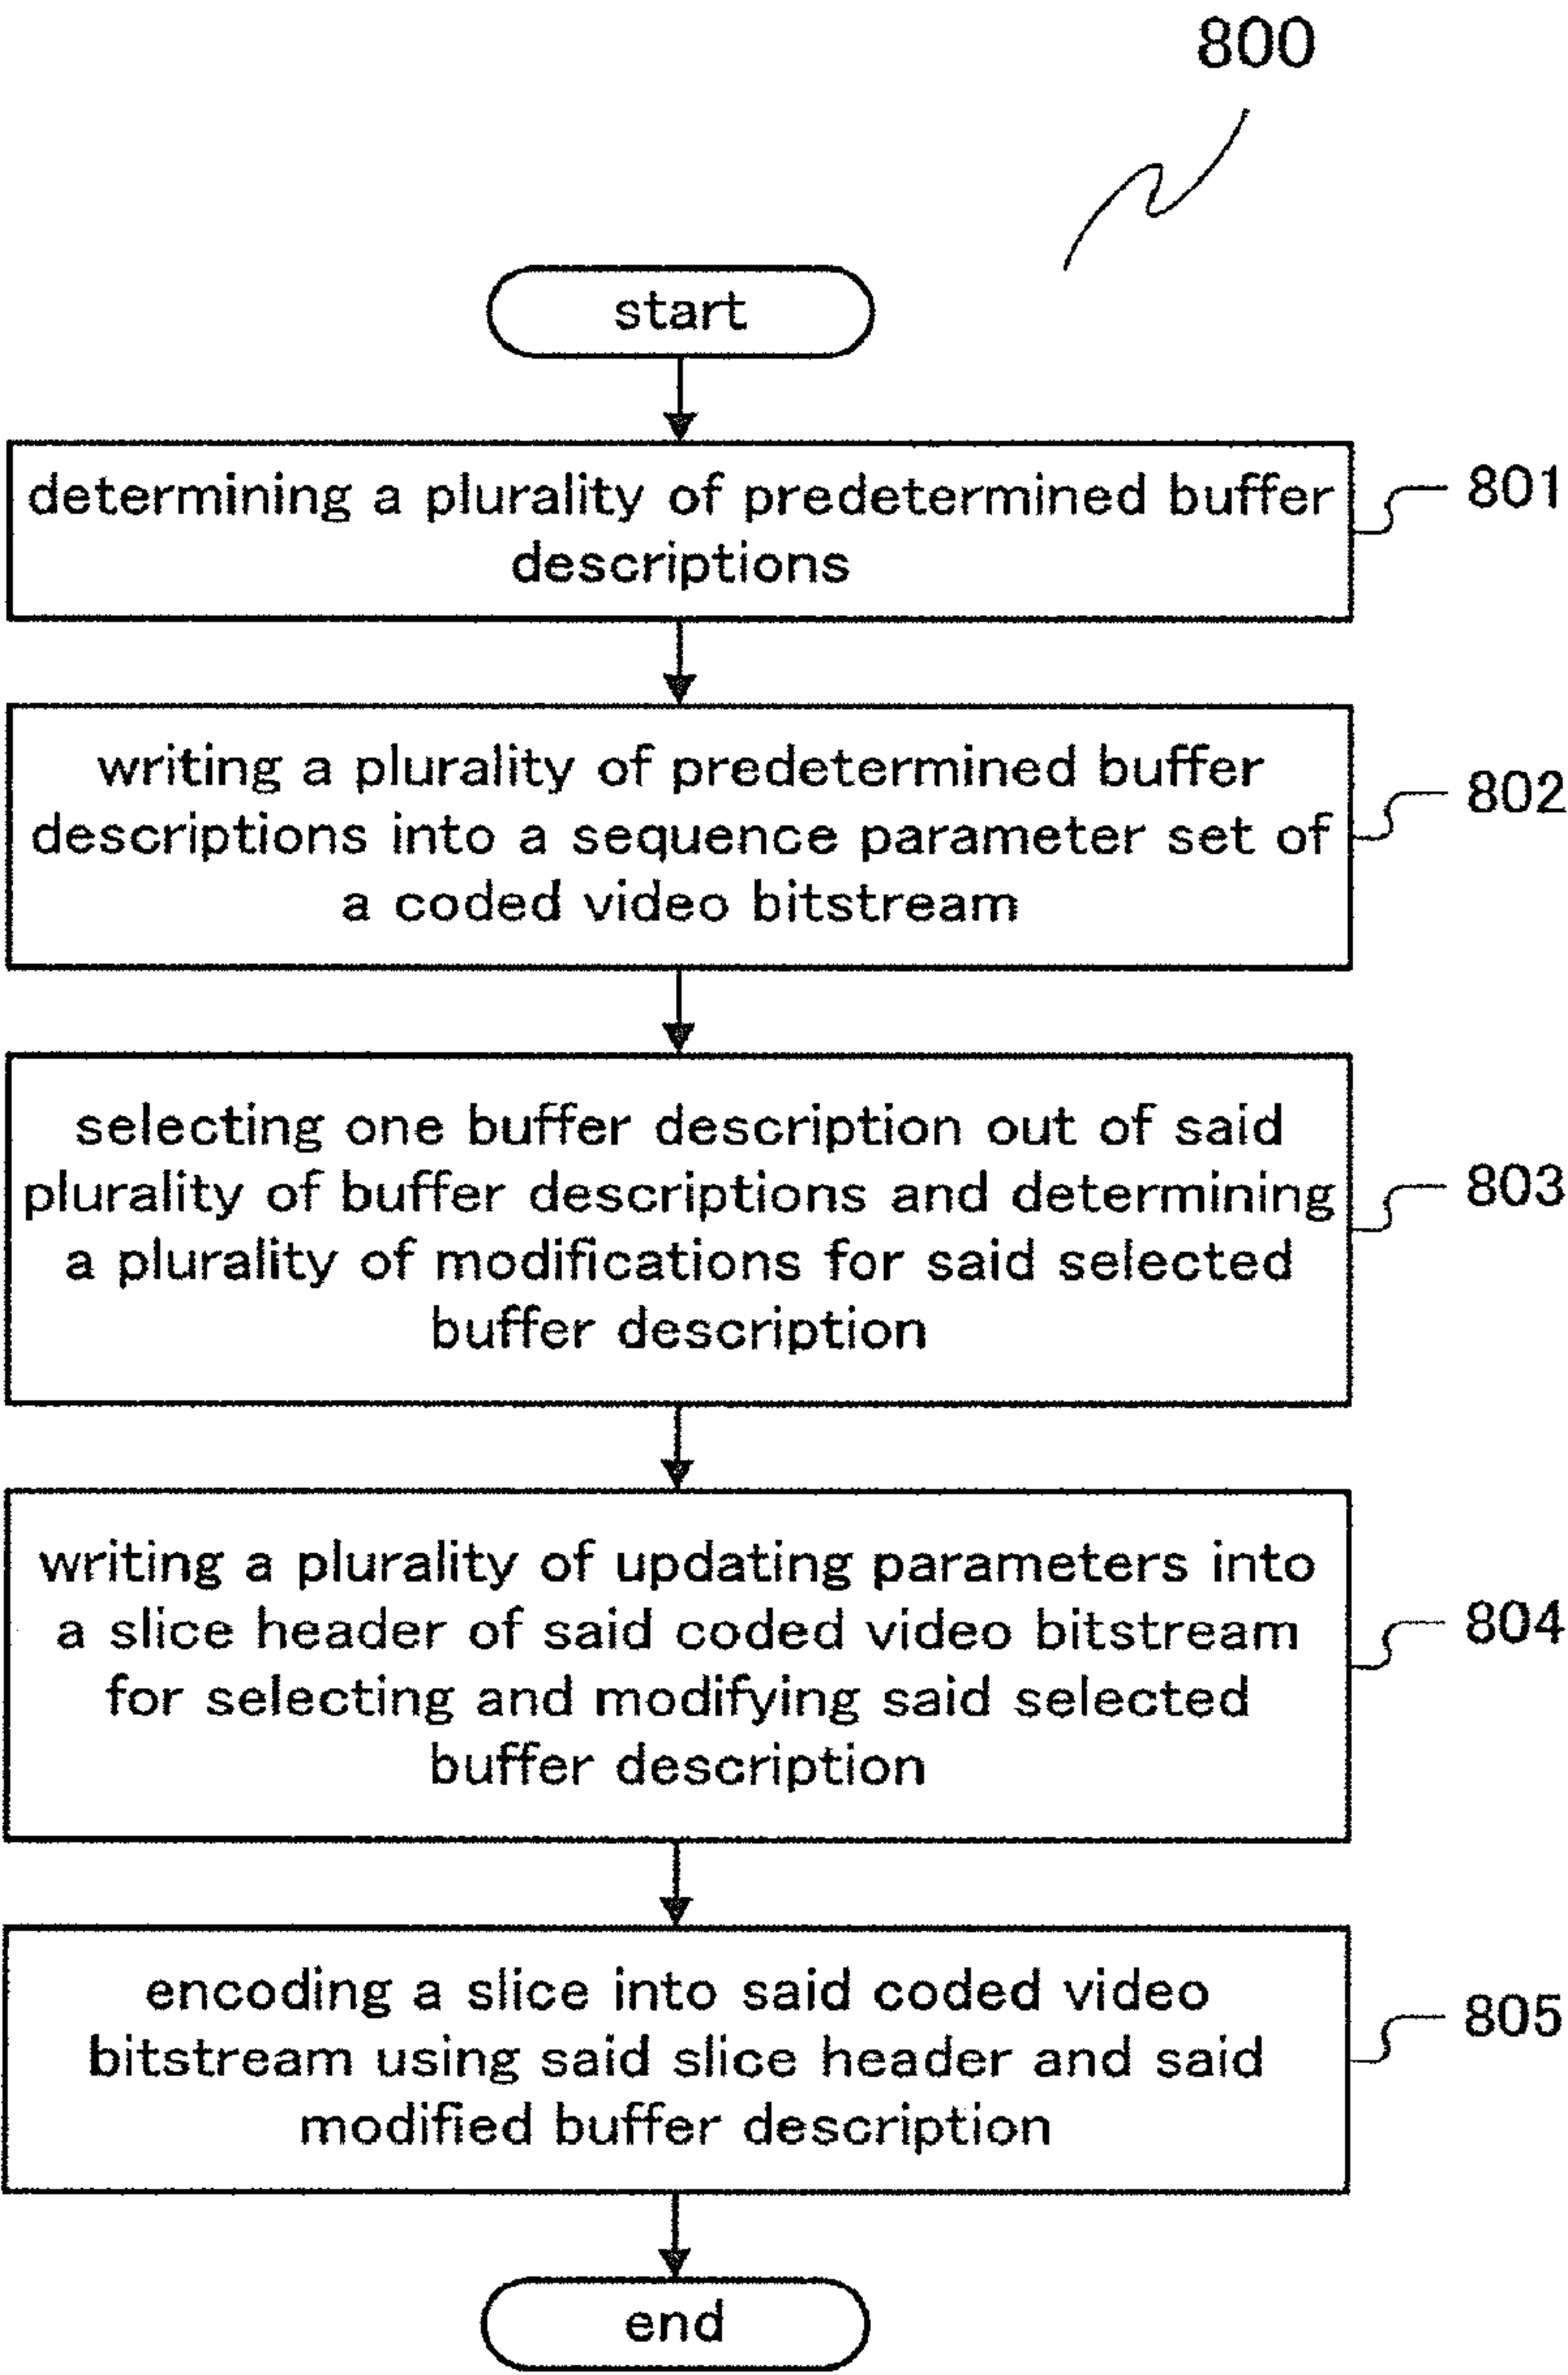 800
start
determining a plurality of predetermined buffer
descriptions
801
writing a plurality of predetermined buffer
descriptions into a sequence parameter set of
a coded video bitstream
802
selecting one buffer description out of said
plurality of buffer descriptions and determining
a plurality of modifications for said selected
buffer description
803
writing a plurality of updating parameters into
a slice header of said coded video bitstream
for selecting and modifying said selected
buffer description
804
encoding a slice into said coded video
bitstream using said slice header and said
modified buffer description
805
end